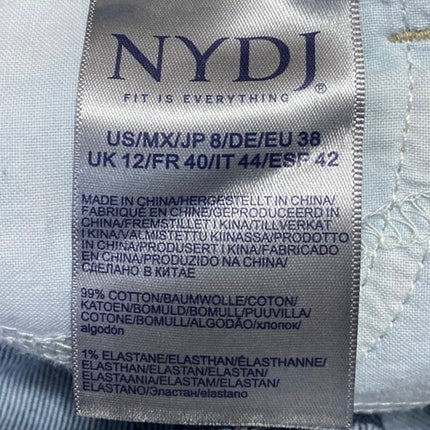 NYDJ®
FIT IS EVERYTHING
US/MX/JP 8/DE/EU 38
UK 12/FR 40/IT 44/ESP 42
MADE IN CHINA/HERGESTELLT IN CHINA/
FABRIQUÉ EN CHINE/GEPRODUCEERD IN
CHINA/FREMSTILLET I KINA/TILLVERKAT
I KINA/VALMISTETTU KIINASSA/PRODOTTO
IN CHINA/PRODUSERT I KINA/FABRICADO
EN CHINA/PRODUZIDO NA CHINA/
СДЕЛАНО В КИТАЕ
99% COTTON/BAUMWOLLE/COTON/
KATOEN/BOMULD/BOMULL/PUUVILLA/
COTONE/BOMULL/ALGODÃO/хлопок/
algodón
1% ELASTANE/ELASTHAN/ÉLASTHANNE/
ELASTHAN/ELASTAN/ELASTAN/
ELASTAANIA/ELASTAM/ELASTAN/
ELASTANO/Эластан/elastano